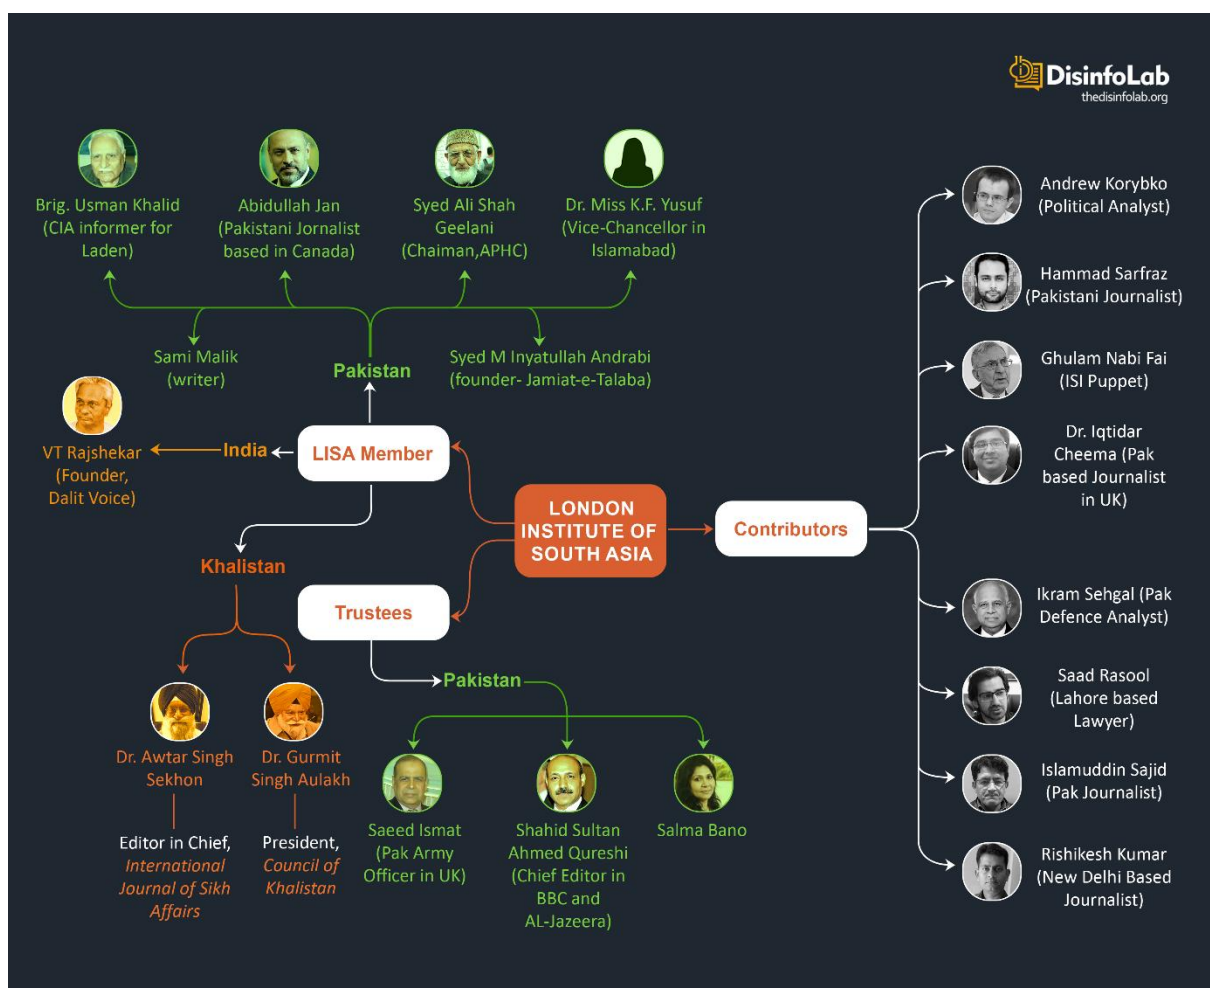 DisinfoLab
thedisinfolab.org
Brig. Usman Khalid
(CIA informer for
Laden)
Abidullah Jan
(Pakistani Jornalist
based in Canada)
Syed Ali Shah
Geelani
(Chaiman,APHC)
Dr. Miss K.F. Yusuf
(Vice-Chancellor in
Islamabad)
Sami Malik
(writer)
Pakistan
Syed M Inyatullah Andrabi
(founder- Jamiat-e-Talaba)
VT Rajshekar
(Founder,
Dalit Voice)
India
LISA Member
LONDON
INSTITUTE OF
SOUTH ASIA
Contributors
Khalistan
Trustees
Pakistan
Dr. Awtar Singh
Sekhon
Dr. Gurmit
Singh Aulakh
Editor in Chief,
International
Journal of Sikh
Affairs
President,
Council of
Khalistan
Saeed Ismat
(Pak Army
Officer in UK)
Shahid Sultan
Ahmed Qureshi
(Chief Editor in
BBC and
AL-Jazeera)
Salma Bano
Andrew Korybko
(Political Analyst)
Hammad Sarfraz
(Pakistani Journalist)
Ghulam Nabi Fai
(ISI Puppet)
Dr. Iqtidar
Cheema (Pak
based Journalist
in UK)
Ikram Sehgal (Pak
Defence Analyst)
Saad Rasool
(Lahore based
Lawyer)
Islamuddin Sajid
(Pak Journalist)
Rishikesh Kumar
(New Delhi Based
Journalist)